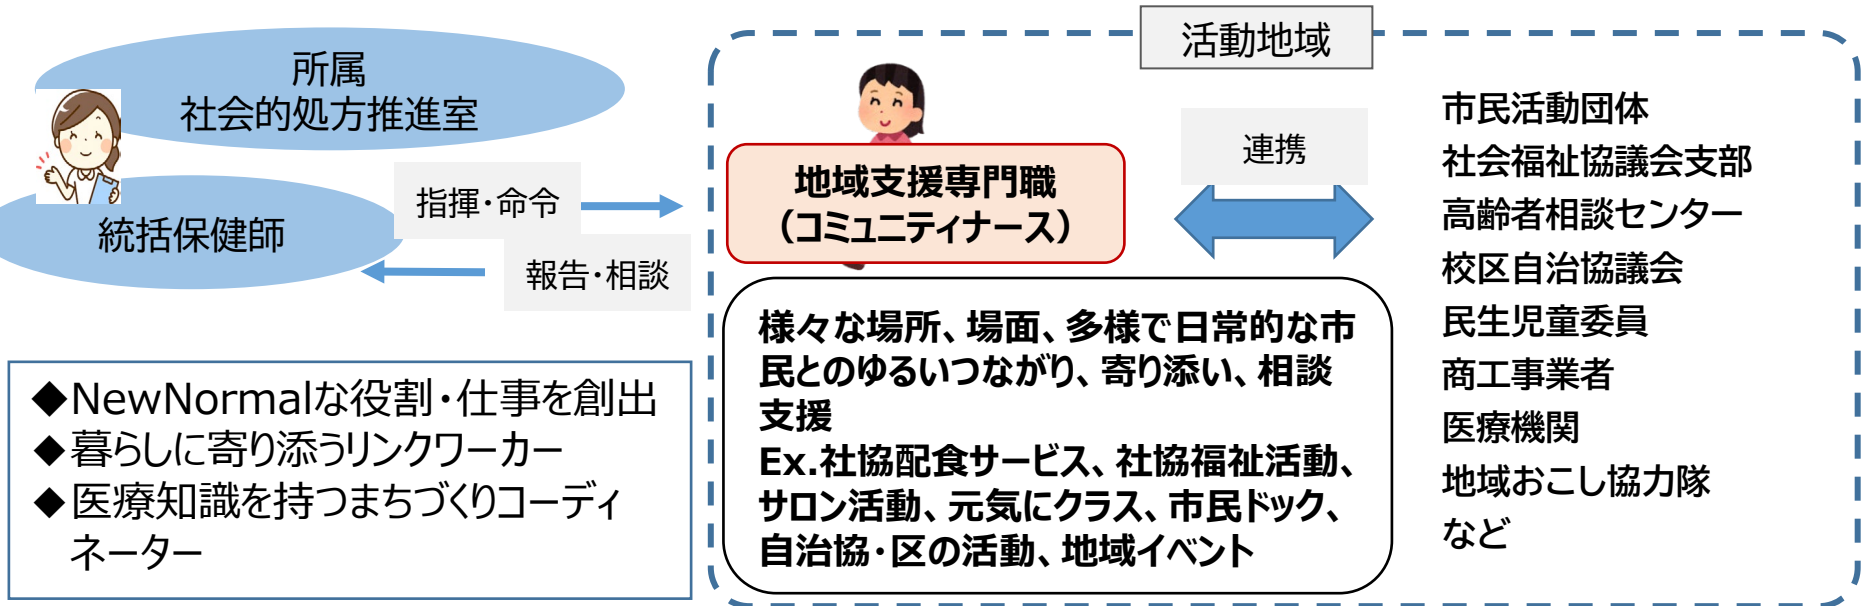 所属
社会的処方推進室
統括保健師
指揮・命令
報告・相談
◆NewNormalな役割・仕事を創出
◆暮らしに寄り添うリンクワーカー
◆医療知識を持つまちづくりコーディ
ネーター
活動地域
地域支援専門職
（コミュニティナース）
連携
様々な場所、場面、多様で日常的な市
民とのゆるいつながり、寄り添い、相談
支援
Ex.社協配食サービス、社協福祉活動、
サロン活動、元気にクラス、市民ドック、
自治協・区の活動、地域イベント
市民活動団体
社会福祉協議会支部
高齢者相談センター
校区自治協議会
民生児童委員
商工事業者
医療機関
地域おこし協力隊
など